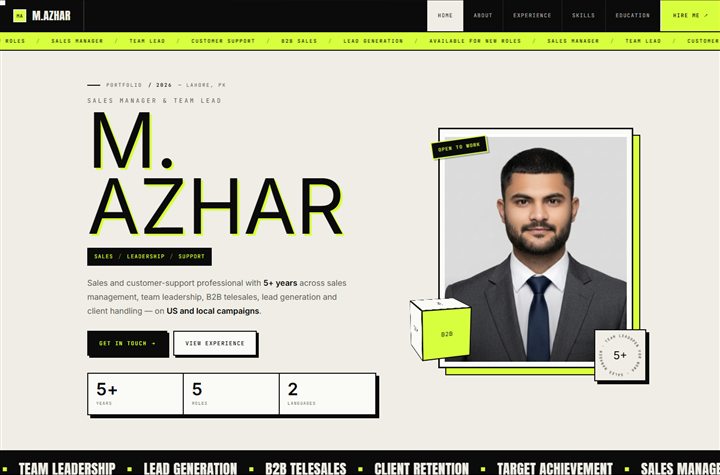 MA M.AZHAR
HOME ABOUT EXPERIENCE SKILLS EDUCATION HIRE ME ↗
ROLES / SALES MANAGER / TEAM LEAD / CUSTOMER SUPPORT / B2B SALES / LEAD GENERATION / AVAILABLE FOR NEW ROLES / SALES MANAGER / TEAM LEAD / CUSTOMER
PORTFOLIO / 2026 — LAHORE, PK
SALES MANAGER & TEAM LEAD
M.
AZHAR
SALES / LEADERSHIP / SUPPORT
Sales and customer-support professional with 5+ years across sales
management, team leadership, B2B telesales, lead generation and
client handling — on US and local campaigns.
GET IN TOUCH → VIEW EXPERIENCE
5+ 5 2
YEARS ROLES LANGUAGES
OPEN TO WORK
B2B
5+
TEAM LEADERSHIP ▪ LEAD GENERATION ▪ B2B TELESALES ▪ CLIENT RETENTION ▪ TARGET ACHIEVEMENT ▪ SALES MANAG